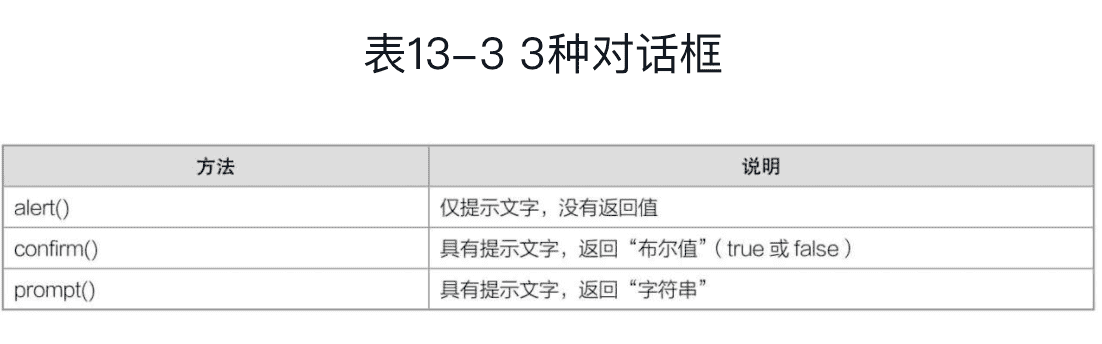 表13-3 3种对话框
方法 说明
alert() 仅提示文字，没有返回值
confirm() 具有提示文字，返回“布尔值”（true 或 false）
prompt() 具有提示文字，返回“字符串”